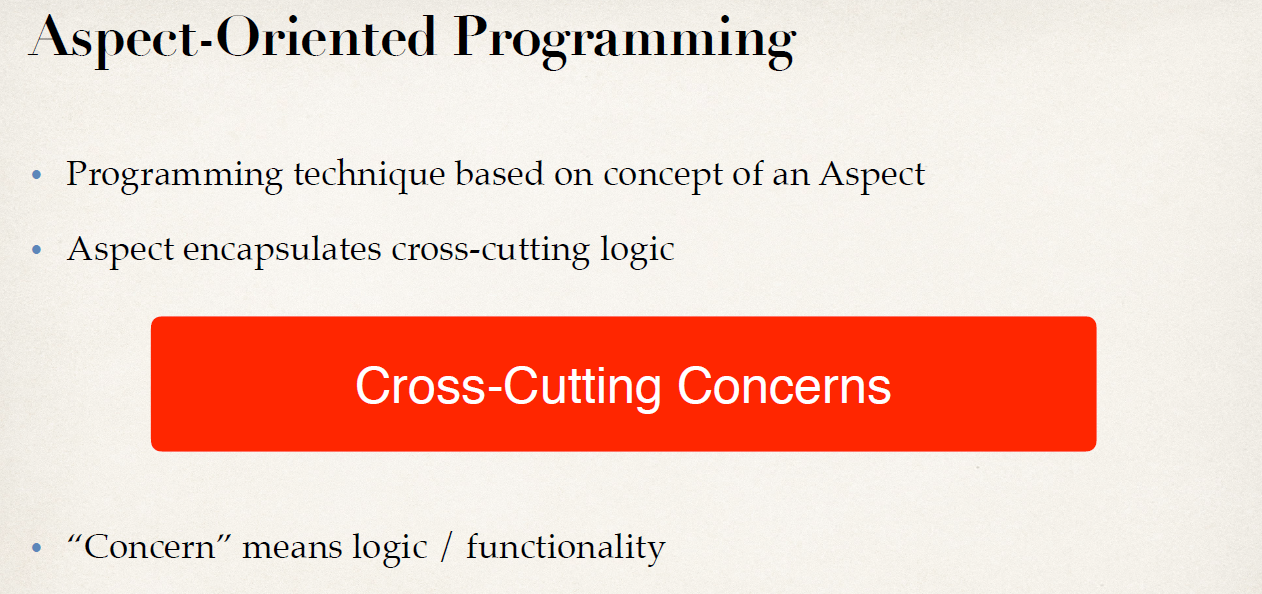 Aspect-Oriented Programming
• Programming technique based on concept of an Aspect
• Aspect encapsulates cross-cutting logic
Cross-Cutting Concerns
• “Concern” means logic / functionality